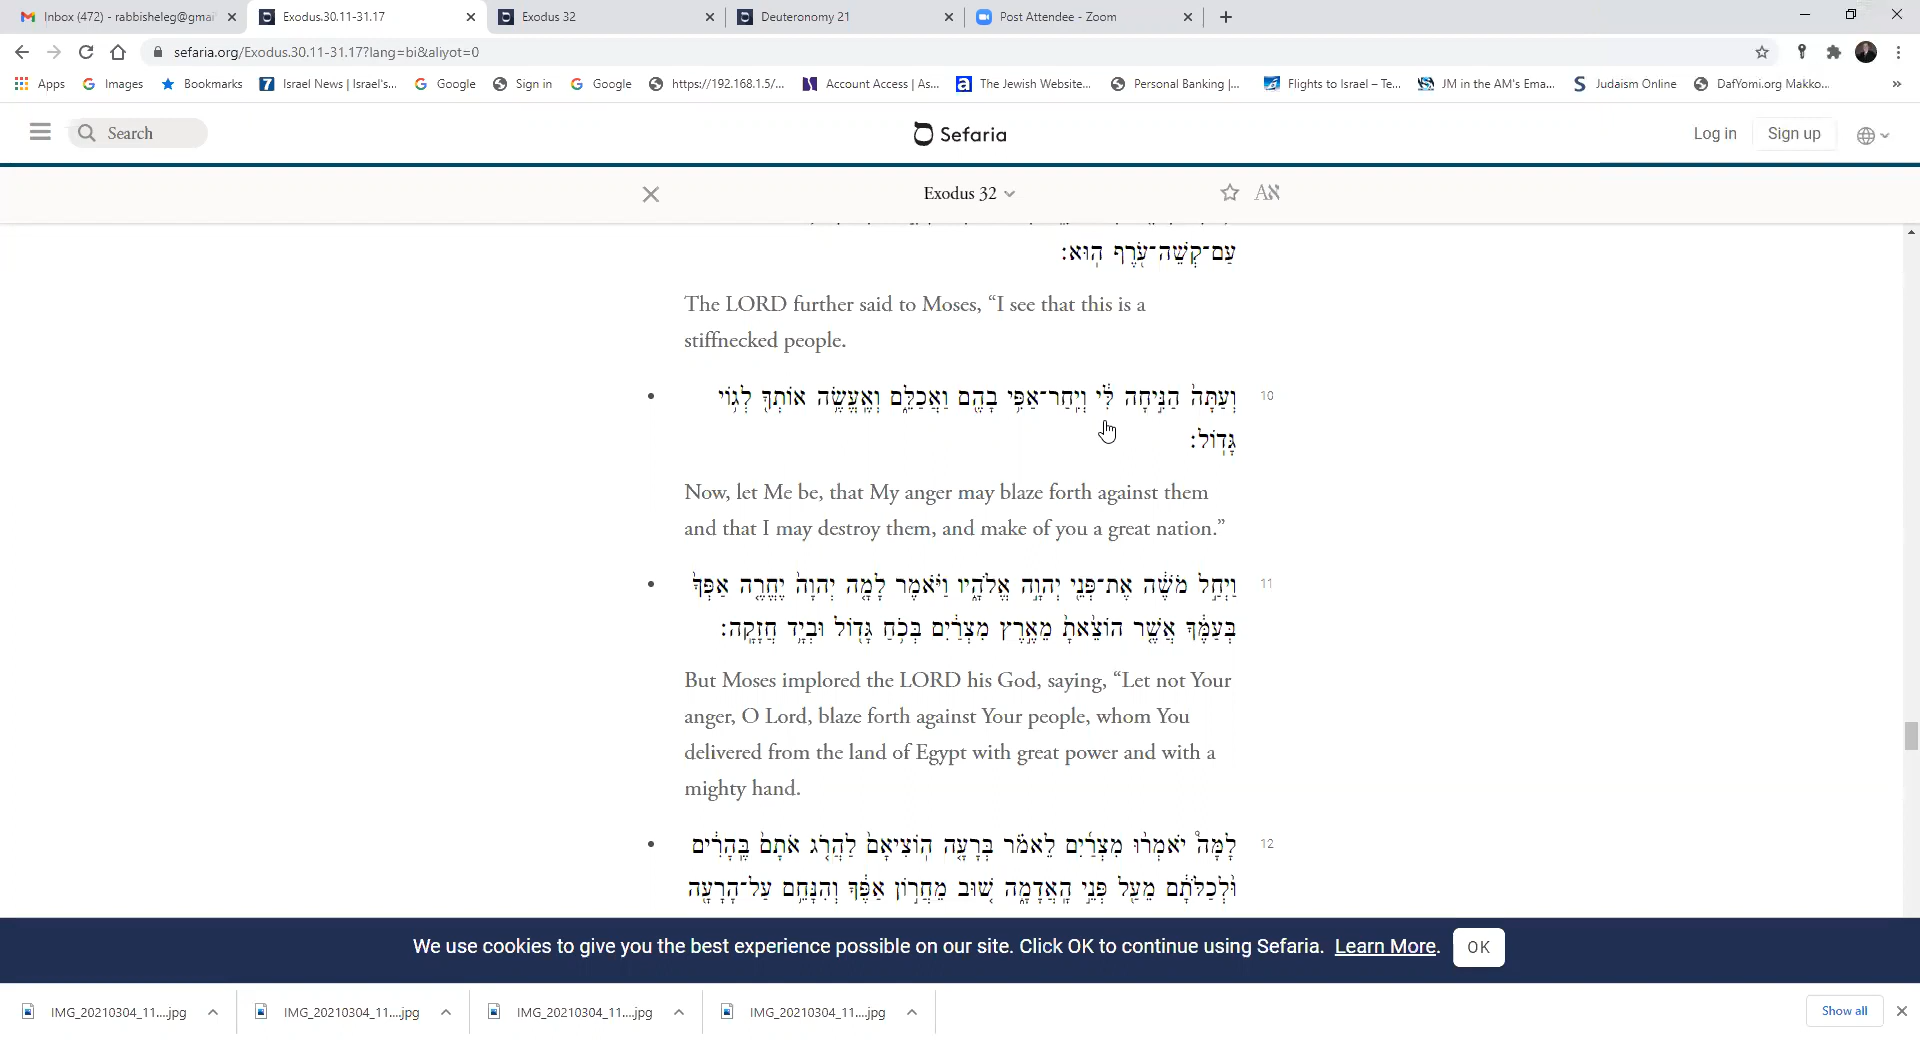 Inbox (472) - rabbisheleg@gmai
Exodus.30.11-31.17
Exodus 32
Deuteronomy 21
Post Attendee - Zoom
sefaria.org/Exodus.30.11-31.17?lang=bi&aliyot=0
Apps
Images
Bookmarks
Israel News | Israel's...
Google
Sign in
Google
https://192.168.1.5/...
Account Access | As...
The Jewish Website...
Personal Banking |...
Flights to Israel – Te...
JM in the AM's Ema...
Judaism Online
DafYomi.org Makko...
»
Search
Sefaria
Log in
Sign up
Exodus 32
עַם־קְשֵׁה־עֹ֖רֶף הֽוּא׃
The LORD further said to Moses, “I see that this is a
stiffnecked people.
10
וְעַתָּה֙ הַנִּ֣יחָה לִּ֔י וְיִֽחַר־אַפִּ֥י בָהֶ֖ם וַאֲכַלֵּ֑ם וְאֶֽעֱשֶׂ֥ה אוֹתְךָ֖ לְג֥וֹי
גָּדֽוֹל׃
Now, let Me be, that My anger may blaze forth against them
and that I may destroy them, and make of you a great nation.”
11
וַיְחַ֣ל מֹשֶׁ֔ה אֶת־פְּנֵ֖י יְהוָ֣ה אֱלֹהָ֑יו וַיֹּ֗אמֶר לָמָ֤ה יְהוָה֙ יֶחֱרֶ֤ה אַפְּךָ֙
בְּעַמֶּ֔ךָ אֲשֶׁ֤ר הוֹצֵ֙אתָ֙ מֵאֶ֣רֶץ מִצְרַ֔יִם בְּכֹ֥חַ גָּד֖וֹל וּבְיָ֥ד חֲזָקָֽה׃
But Moses implored the LORD his God, saying, “Let not Your
anger, O Lord, blaze forth against Your people, whom You
delivered from the land of Egypt with great power and with a
mighty hand.
12
לָמָּה֩ יֹאמְר֨וּ מִצְרַ֜יִם לֵאמֹ֗ר בְּרָעָ֤ה הֽוֹצִיאָם֙ לַהֲרֹ֤ג אֹתָם֙ בֶּֽהָרִ֔ים
וּ֨לְכַלֹּתָ֔ם מֵעַ֖ל פְּנֵ֣י הָֽאֲדָמָ֑ה שׁ֚וּב מֵחֲר֣וֹן אַפֶּ֔ךָ וְהִנָּחֵ֥ם עַל־הָרָעָ֖ה
We use cookies to give you the best experience possible on our site. Click OK to continue using Sefaria. Learn More.
OK
IMG_20210304_11....jpg
IMG_20210304_11....jpg
IMG_20210304_11....jpg
IMG_20210304_11....jpg
Show all